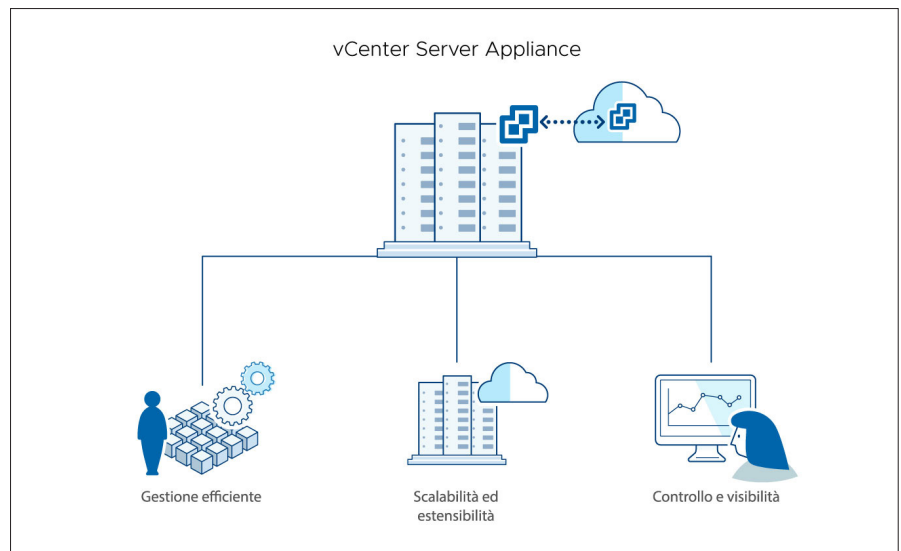 vCenter Server Appliance
Gestione efficiente
Scalabilità ed
estensibilità
Controllo e visibilità